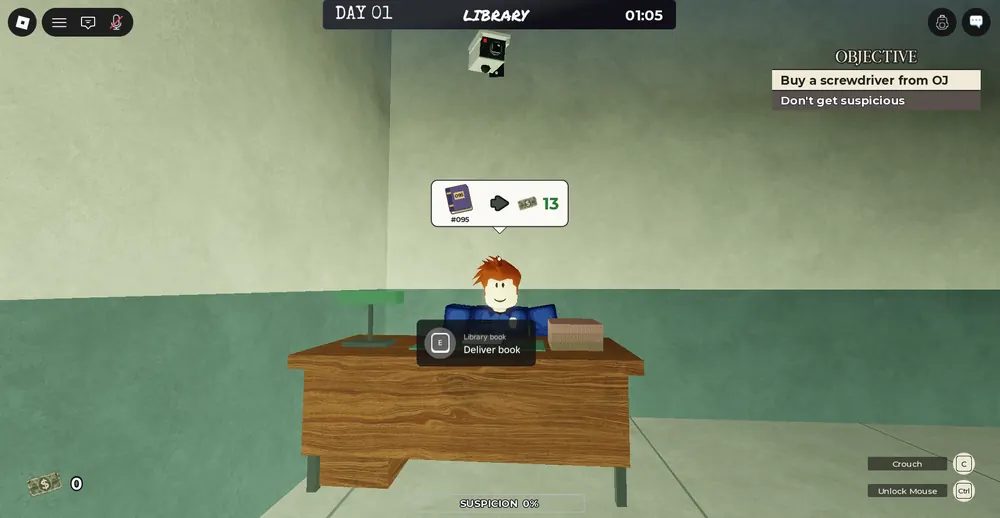 DAY 01
LIBRARY
01:05
OBJECTIVE
Buy a screwdriver from OJ
Don't get suspicious
#095
13
E
Library book
Deliver book
Crouch
C
Unlock Mouse
Ctrl
0
SUSPICION 0%